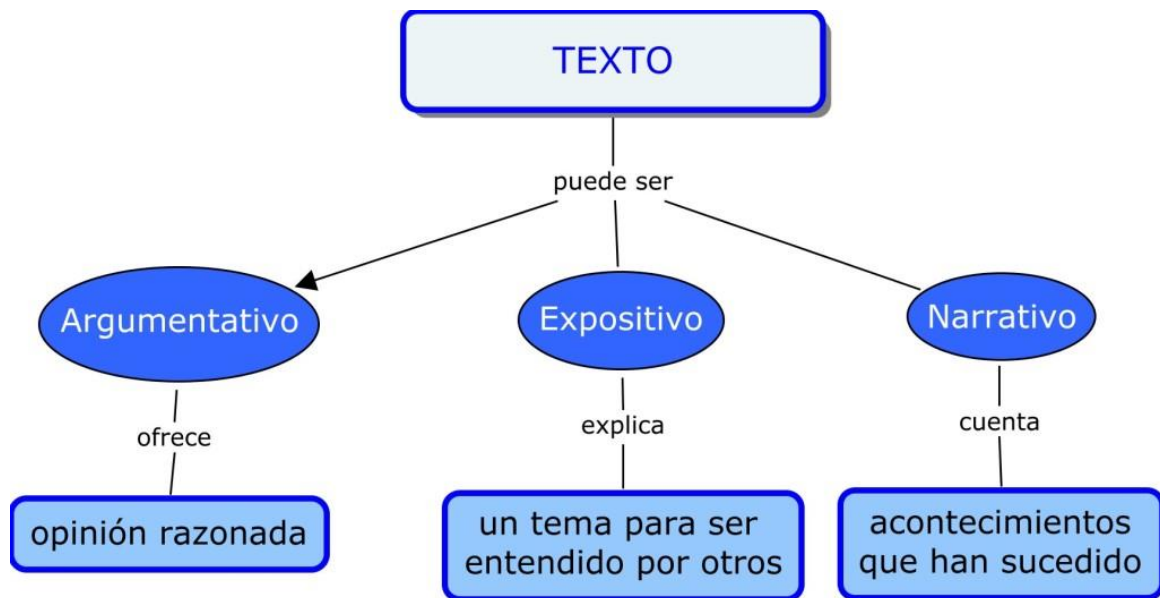 TEXTO
puede ser
Argumentativo
Expositivo
Narrativo
ofrece
explica
cuenta
opinión razonada
un tema para ser
entendido por otros
acontecimientos
que han sucedido